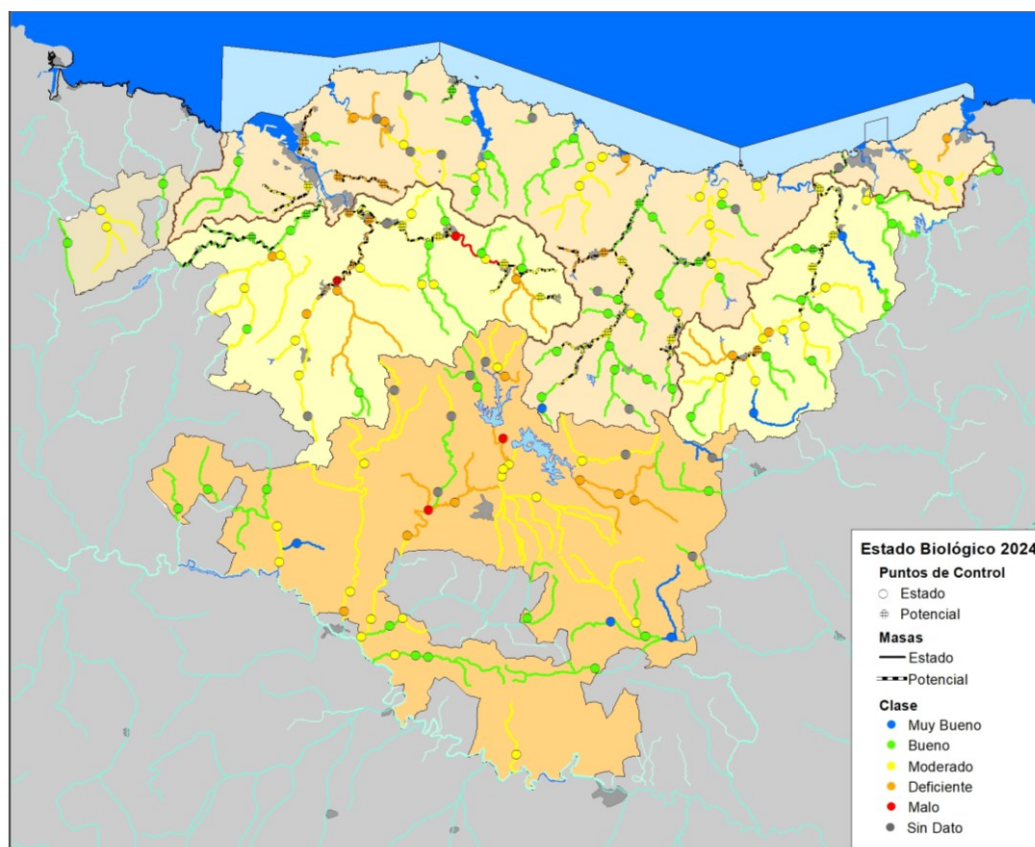 Estado Biológico 2024
Puntos de Control
Estado
Potencial
Masas
Estado
Potencial
Clase
Muy Bueno
Bueno
Moderado
Deficiente
Malo
Sin Dato